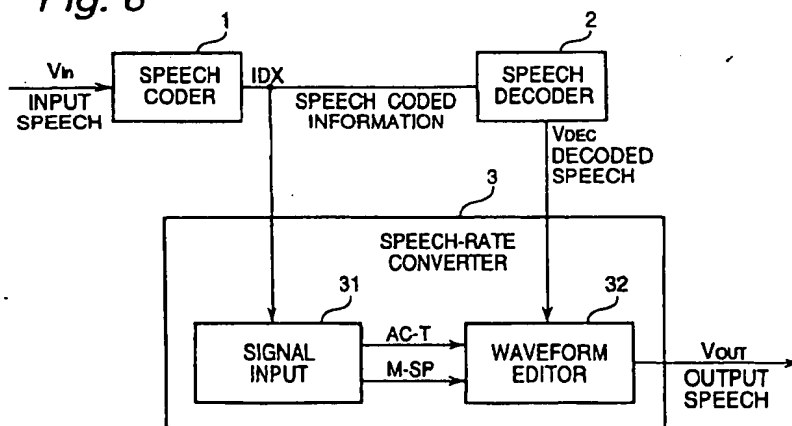 Fig. 6
1
2
Vin
INPUT
SPEECH
SPEECH
CODER
IDX
SPEECH CODED
INFORMATION
SPEECH
DECODER
VDEC
DECODED
SPEECH
3
SPEECH-RATE
CONVERTER
31
32
SIGNAL
INPUT
AC-T
M-SP
WAVEFORM
EDITOR
VOUT
OUTPUT
SPEECH